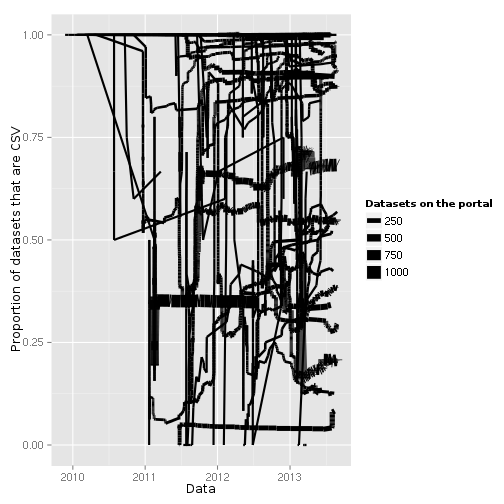 1.00
0.75
0.50
0.25
0.00
Proportion of datasets that are CSV
2010 2011 2012 2013
Data
Datasets on the portal
250
500
750
1000